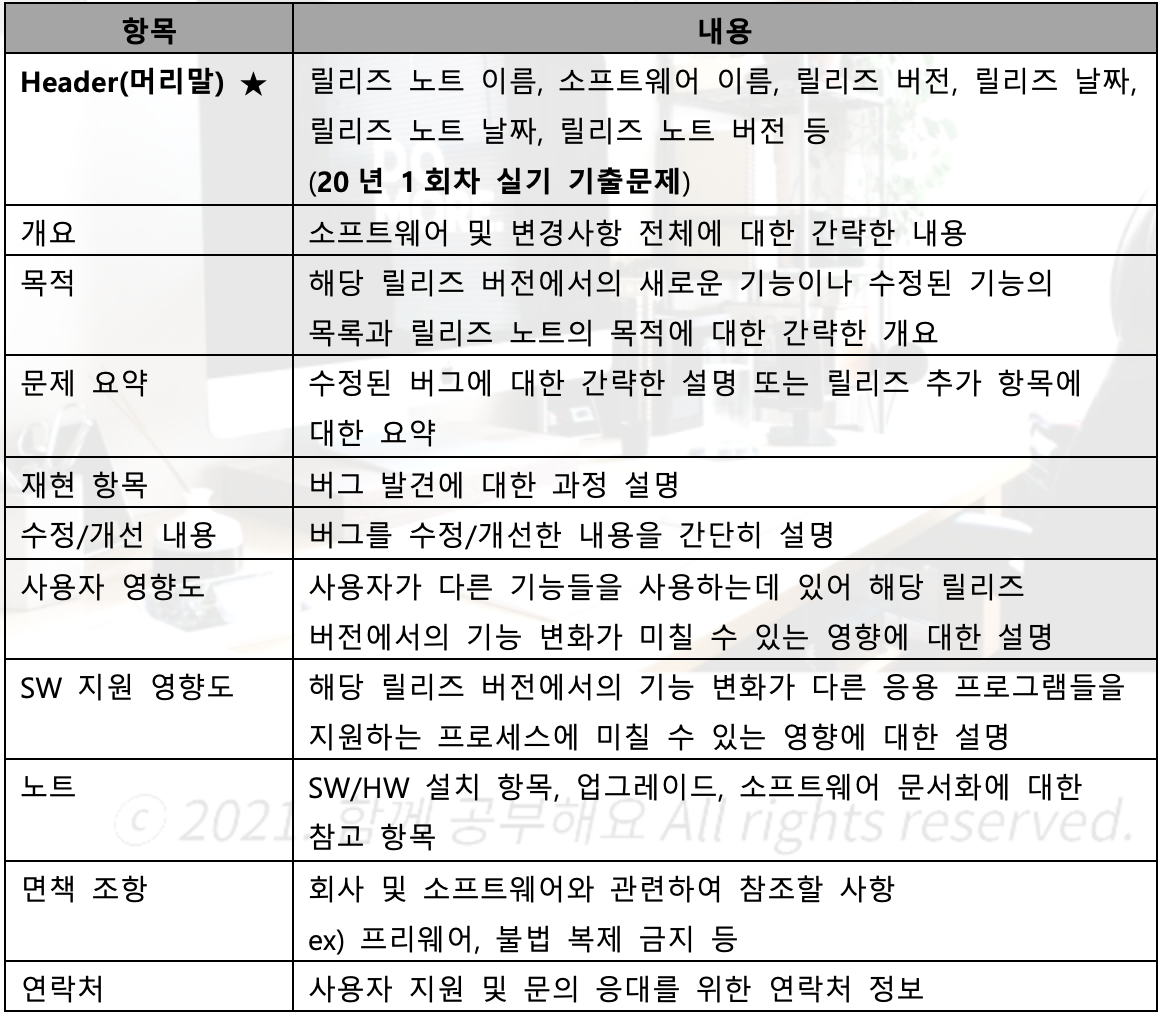 항목 내용
Header(머리말) ★ 릴리즈 노트 이름, 소프트웨어 이름, 릴리즈 버전, 릴리즈 날짜,
릴리즈 노트 날짜, 릴리즈 노트 버전 등
(20년 1회차 실기 기출문제)
개요 소프트웨어 및 변경사항 전체에 대한 간략한 내용
목적 해당 릴리즈 버전에서의 새로운 기능이나 수정된 기능의
목록과 릴리즈 노트의 목적에 대한 간략한 개요
문제 요약 수정된 버그에 대한 간략한 설명 또는 릴리즈 추가 항목에
대한 요약
재현 항목 버그 발견에 대한 과정 설명
수정/개선 내용 버그를 수정/개선한 내용을 간단히 설명
사용자 영향도 사용자가 다른 기능들을 사용하는데 있어 해당 릴리즈
버전에서의 기능 변화가 미칠 수 있는 영향에 대한 설명
SW 지원 영향도 해당 릴리즈 버전에서의 기능 변화가 다른 응용 프로그램들을
지원하는 프로세스에 미칠 수 있는 영향에 대한 설명
노트 SW/HW 설치 항목, 업그레이드, 소프트웨어 문서화에 대한
참고 항목
ⓒ 2021. 함께 공부해요 All rights reserved.
면책 조항 회사 및 소프트웨어와 관련하여 참조할 사항
ex) 프리웨어, 불법 복제 금지 등
연락처 사용자 지원 및 문의 응대를 위한 연락처 정보